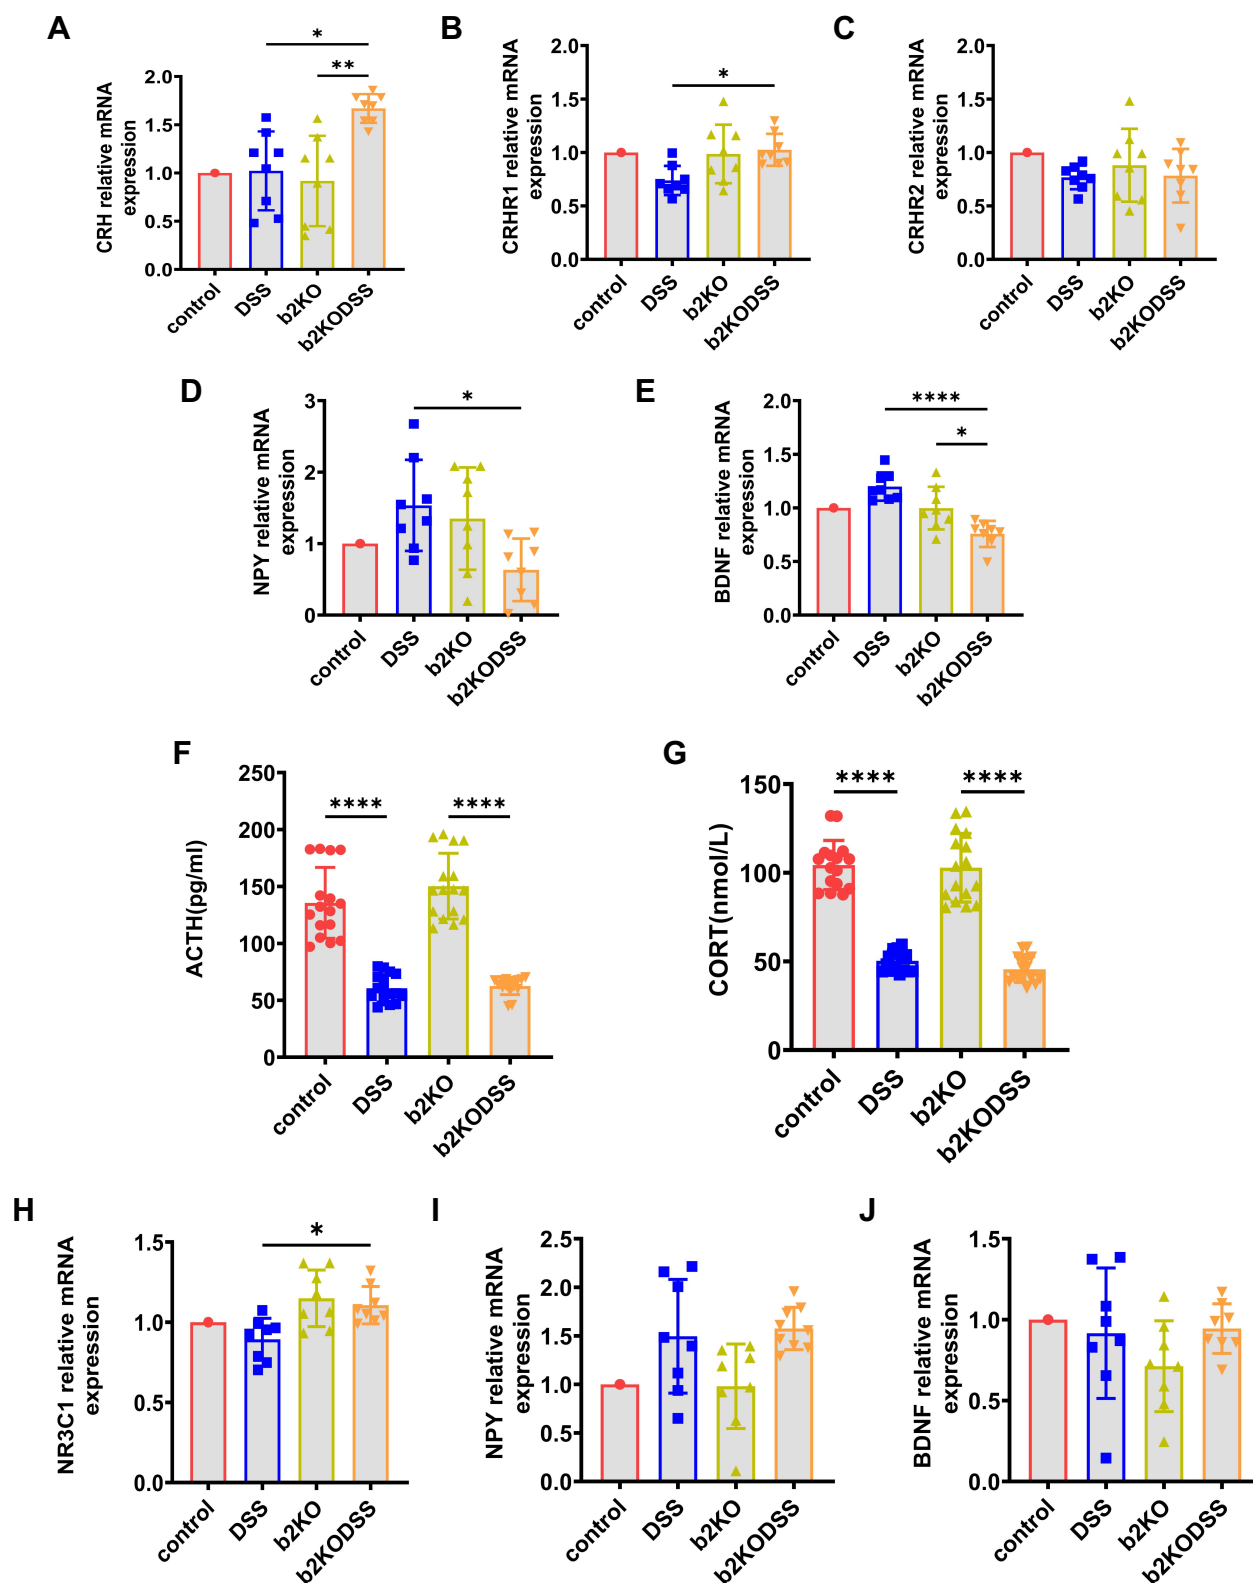 A
CRH relative mRNA
expression
2.0
1.5
1.0
0.5
0.0
*
**
control
DSS
b2KO
b2KODSS
B
CRHR1 relative mRNA
expression
2.0
1.5
1.0
0.5
0.0
*
control
DSS
b2KO
b2KODSS
C
CRHR2 relative mRNA
expression
2.0
1.5
1.0
0.5
0.0
control
DSS
b2KO
b2KODSS
D
NPY relative mRNA
expression
3
2
1
0
*
control
DSS
b2KO
b2KODSS
E
BDNF relative mRNA
expression
2.0
1.5
1.0
0.5
0.0
****
*
control
DSS
b2KO
b2KODSS
F
ACTH(pg/ml)
250
200
150
100
50
0
****
****
control
DSS
b2KO
b2KODSS
G
CORT(nmol/L)
150
100
50
0
****
****
control
DSS
b2KO
b2KODSS
H
NR3C1 relative mRNA
expression
1.5
1.0
0.5
0.0
*
control
DSS
b2KO
b2KODSS
I
NPY relative mRNA
expression
2.5
2.0
1.5
1.0
0.5
0.0
control
DSS
b2KO
b2KODSS
J
BDNF relative mRNA
expression
1.5
1.0
0.5
0.0
control
DSS
b2KO
b2KODSS